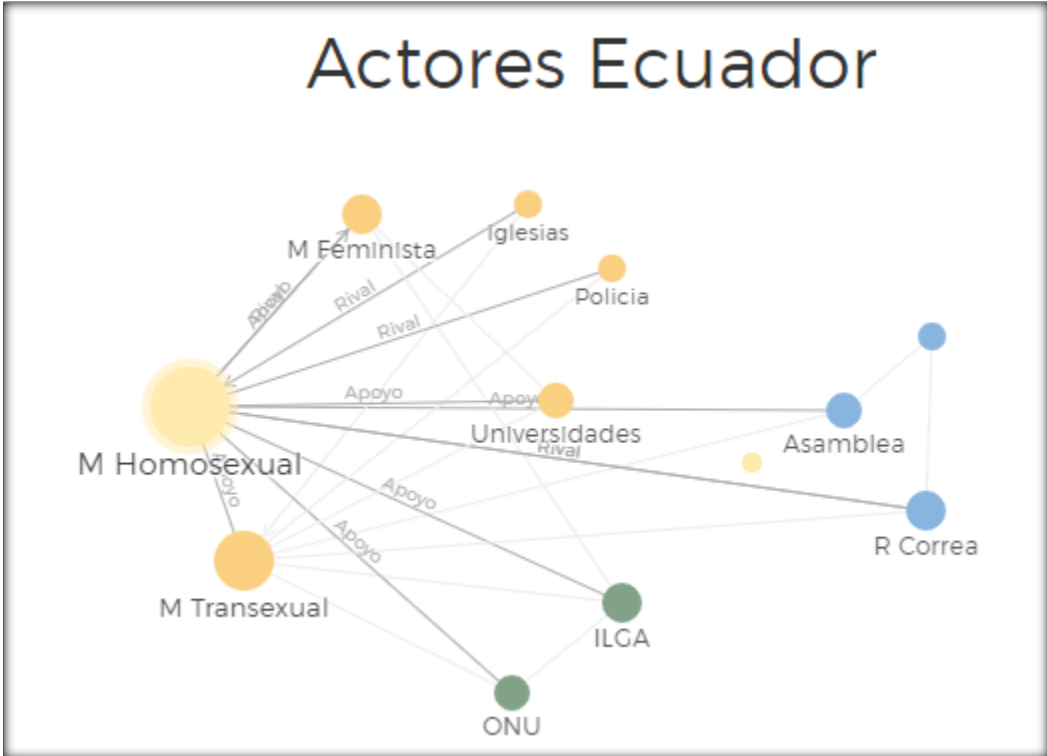 Actores Ecuador
M Feminista
Iglesias
Policia
Rival
Rival
Apoyo
Apoyo
Universidades
Asamblea
Rival
M Homosexual
Apoyo
Apoyo
Apoyo
R Correa
M Transexual
ILGA
ONU